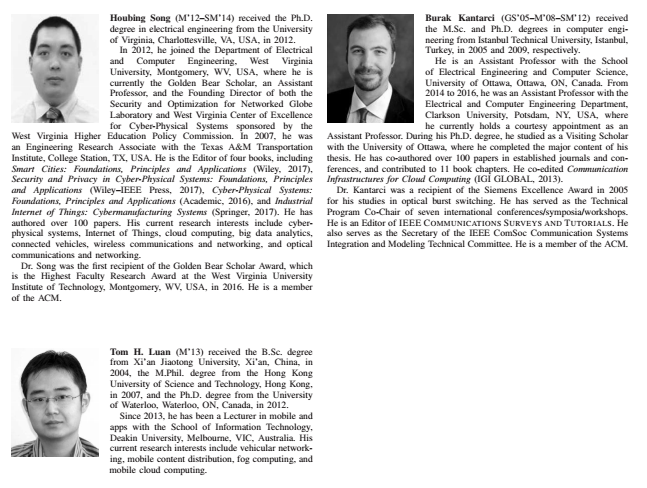 Houbing Song (M'12–SM'14) received the Ph.D.
degree in electrical engineering from the University
of Virginia, Charlottesville, VA, USA, in 2012.
In 2012, he joined the Department of Electrical
and Computer Engineering, West Virginia
University, Montgomery, WV, USA, where he is
currently the Golden Bear Scholar, an Assistant
Professor, and the Founding Director of both the
Security and Optimization for Networked Globe
Laboratory and West Virginia Center of Excellence
for Cyber-Physical Systems sponsored by the
West Virginia Higher Education Policy Commission. In 2007, he was
an Engineering Research Associate with the Texas A&M Transportation
Institute, College Station, TX, USA. He is the Editor of four books, including
Smart Cities: Foundations, Principles and Applications (Wiley, 2017),
Security and Privacy in Cyber-Physical Systems: Foundations, Principles
and Applications (Wiley–IEEE Press, 2017), Cyber-Physical Systems:
Foundations, Principles and Applications (Academic, 2016), and Industrial
Internet of Things: Cybermanufacturing Systems (Springer, 2017). He has
authored over 100 papers. His current research interests include cyber-
physical systems, Internet of Things, cloud computing, big data analytics,
connected vehicles, wireless communications and networking, and optical
communications and networking.
Dr. Song was the first recipient of the Golden Bear Scholar Award, which
is the Highest Faculty Research Award at the West Virginia University
Institute of Technology, Montgomery, WV, USA, in 2016. He is a member
of the ACM.
Tom H. Luan (M'13) received the B.Sc. degree
from Xi'an Jiaotong University, Xi'an, China, in
2004, the M.Phil. degree from the Hong Kong
University of Science and Technology, Hong Kong,
in 2007, and the Ph.D. degree from the University
of Waterloo, Waterloo, ON, Canada, in 2012.
Since 2013, he has been a Lecturer in mobile and
apps with the School of Information Technology,
Deakin University, Melbourne, VIC, Australia. His
current research interests include vehicular network-
ing, mobile content distribution, fog computing, and
mobile cloud computing.
Burak Kantarci (GS'05–M'08–SM'12) received
the M.Sc. and Ph.D. degrees in computer engi-
neering from Istanbul Technical University, Istanbul,
Turkey, in 2005 and 2009, respectively.
He is an Assistant Professor with the School
of Electrical Engineering and Computer Science,
University of Ottawa, Ottawa, ON, Canada. From
2014 to 2016, he was an Assistant Professor with the
Electrical and Computer Engineering Department,
Clarkson University, Potsdam, NY, USA, where
he currently holds a courtesy appointment as an
Assistant Professor. During his Ph.D. degree, he studied as a Visiting Scholar
with the University of Ottawa, where he completed the major content of his
thesis. He has co-authored over 100 papers in established journals and con-
ferences, and contributed to 11 book chapters. He co-edited Communication
Infrastructures for Cloud Computing (IGI GLOBAL, 2013).
Dr. Kantarci was a recipient of the Siemens Excellence Award in 2005
for his studies in optical burst switching. He has served as the Technical
Program Co-Chair of seven international conferences/symposia/workshops.
He is an Editor of IEEE COMMUNICATIONS SURVEYS AND TUTORIALS. He
also serves as the Secretary of the IEEE ComSoc Communication Systems
Integration and Modeling Technical Committee. He is a member of the ACM.